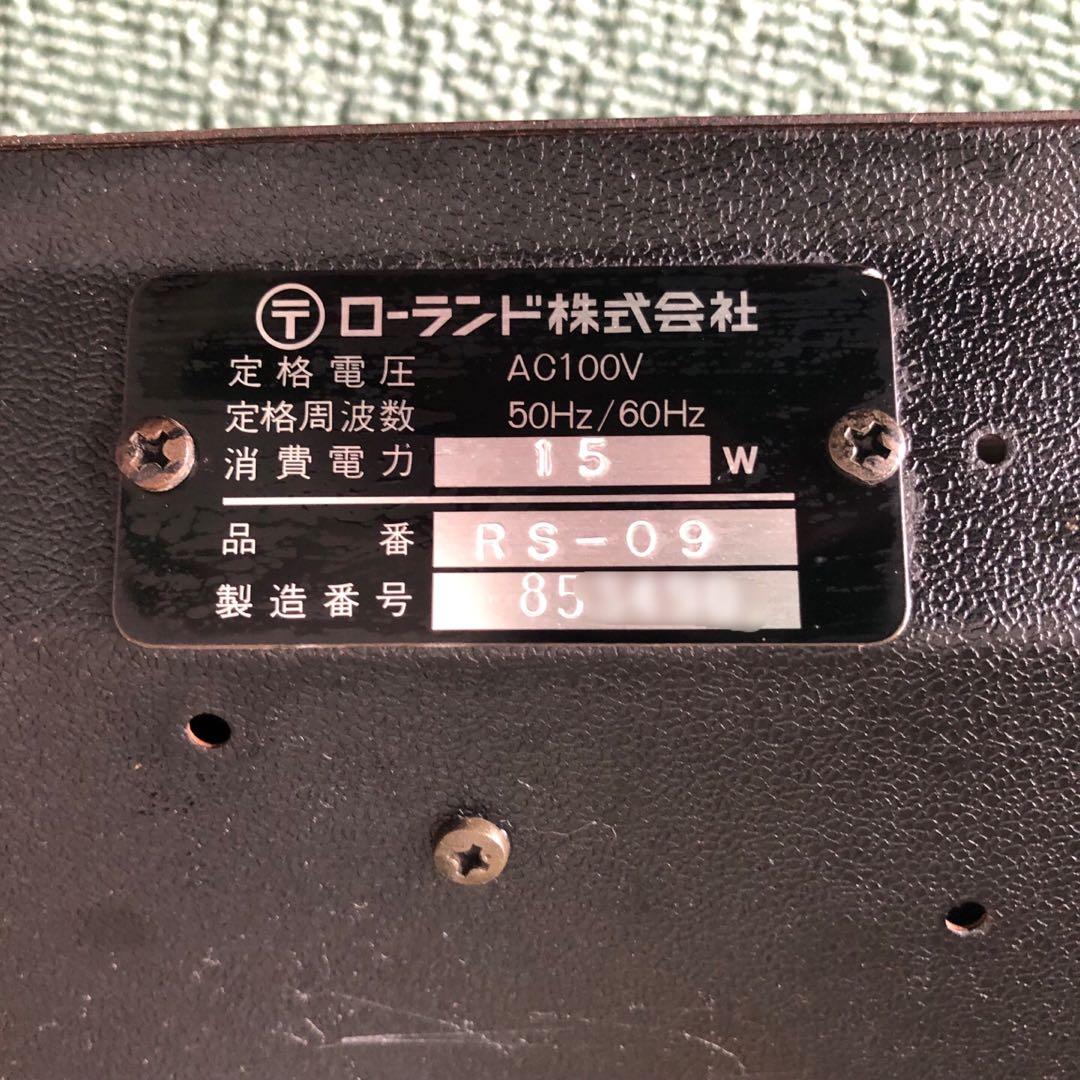 〒 ローランド株式会社
定格電圧 AC100V
定格周波数 50Hz/60Hz
消費電力 15 W
品番 RS-09
製造番号 85